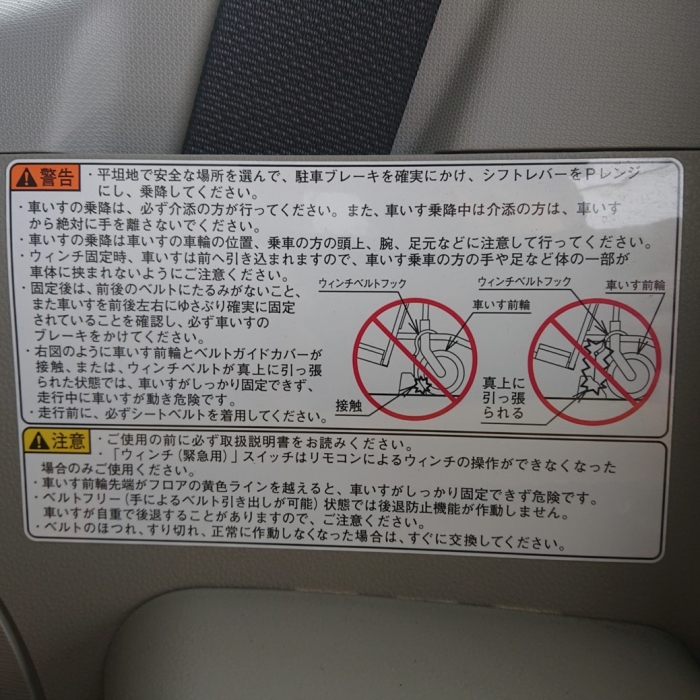 警告
・平坦地で安全な場所を選んで、駐車ブレーキを確実にかけ、シフトレバーをPレンジ
にし、乗降してください。
・車いすの乗降は、必ず介添の方が行ってください。また、車いす乗降中は介添の方は、車いす
から絶対に手を離さないでください。
・車いすの乗降は車いすの車輪の位置、乗車の方の頭上、腕、足元などに注意して行ってください。
・ウィンチ固定時、車いすは前へ引き込まれますので、車いす乗車の方の手や足など体の一部が
車体に挟まれないようにご注意ください。
・固定後は、前後のベルトにたるみがないこと、
また車いすを前後左右にゆさぶり確実に固定
されていることを確認し、必ず車いすの
ブレーキをかけてください。
・右図のように車いす前輪とベルトガイドカバーが
接触、または、ウィンチベルトが真上に引っ張
られた状態では、車いすがしっかり固定できず、
走行中に車いすが動き危険です。
・走行前に、必ずシートベルトを着用してください。
ウィンチベルトフック
車いす前輪
接触
ウィンチベルトフック
車いす前輪
真上に
引っ張
られる
注意
・ご使用の前に必ず取扱説明書をお読みください。
・「ウィンチ(緊急用)」スイッチはリモコンによるウィンチの操作ができなくなった
場合のみご使用ください。
・車いす前輪先端がフロアの黄色ラインを越えると、車いすがしっかり固定できず危険です。
・ベルトフリー(手によるベルト引き出しが可能)状態では後退防止機能が作動しません。
車いすが自重で後退することがありますので、ご注意ください。
・ベルトのほつれ、すり切れ、正常に作動しなくなった場合は、すぐに交換してください。